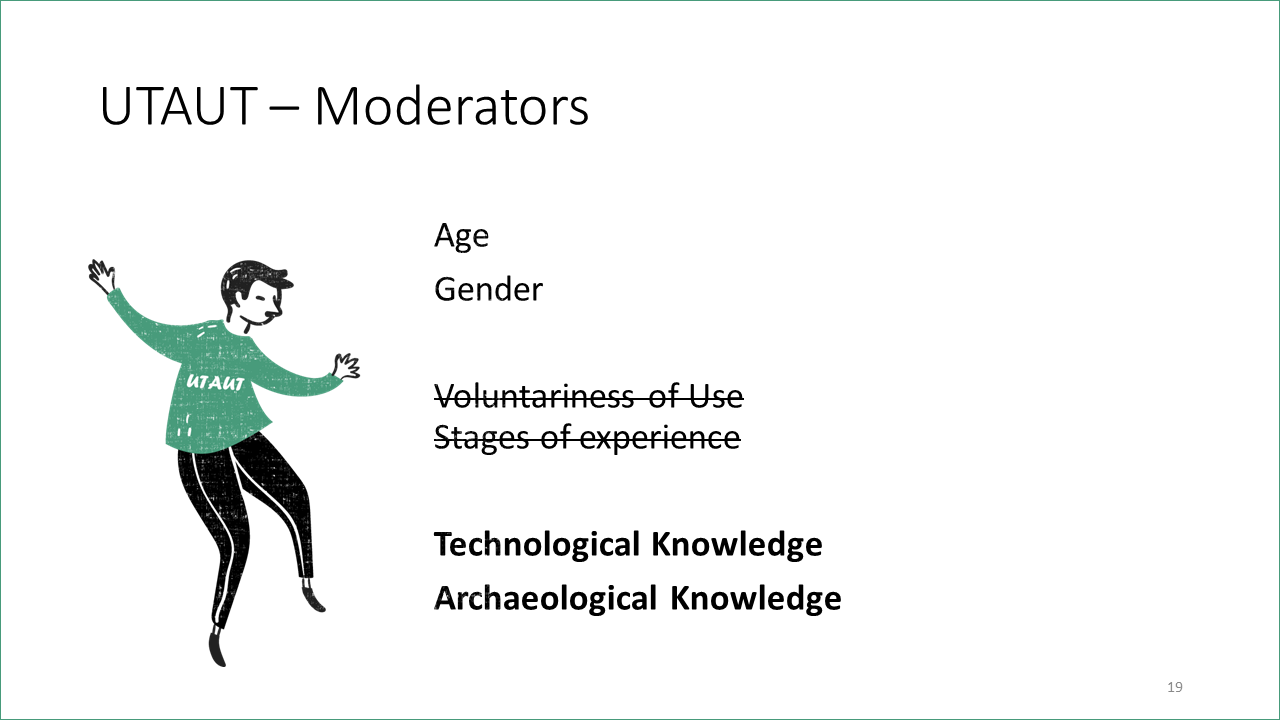 UTAUT – Moderators
Age
Gender
UTAUT
Voluntariness of Use
Stages of experience
Technological Knowledge
Archaeological Knowledge
19